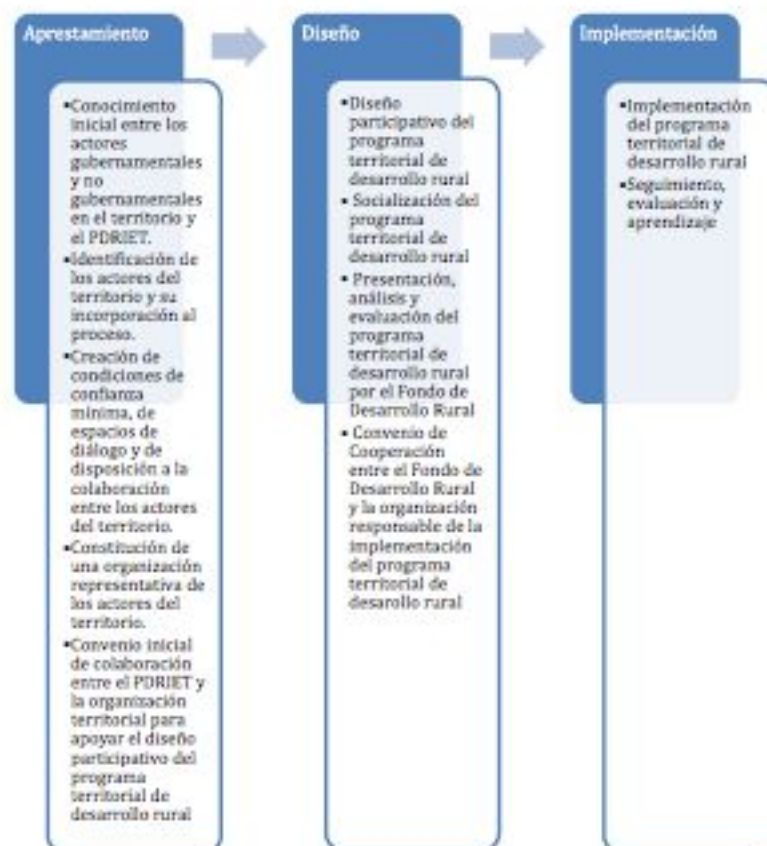 Aprestamiento
▪Conocimiento
inicial entre los
actores
gubernamentales
y no
gubernamentales
en el territorio y
el PDRIET.
▪Identificación de
los actores del
territorio y su
incorporación al
proceso.
▪Creación de
condiciones de
confianza
mínima, de
espacios de
diálogo y de
disposición a la
colaboración
entre los actores
del territorio.
▪Constitución de
una organización
representativa de
los actores del
territorio.
▪Convenio inicial
de colaboración
entre el PDRIET y
la organización
territorial para
apoyar el diseño
participativo del
programa
territorial de
desarrollo rural
Diseño
▪Diseño
participativo del
programa
territorial de
desarrollo rural
▪ Socialización del
programa
territorial de
desarrollo rural
▪ Presentación,
análisis y
evaluación del
programa
territorial de
desarrollo rural
por el Fondo de
Desarrollo Rural
▪ Convenio de
Cooperación
entre el Fondo de
Desarrollo Rural
y la organización
responsable de la
implementación
del programa
territorial de
desarollo rural
Implementación
▪Implementación
del programa
territorial de
desarrollo rural
▪Seguimiento,
evaluación y
aprendizaje